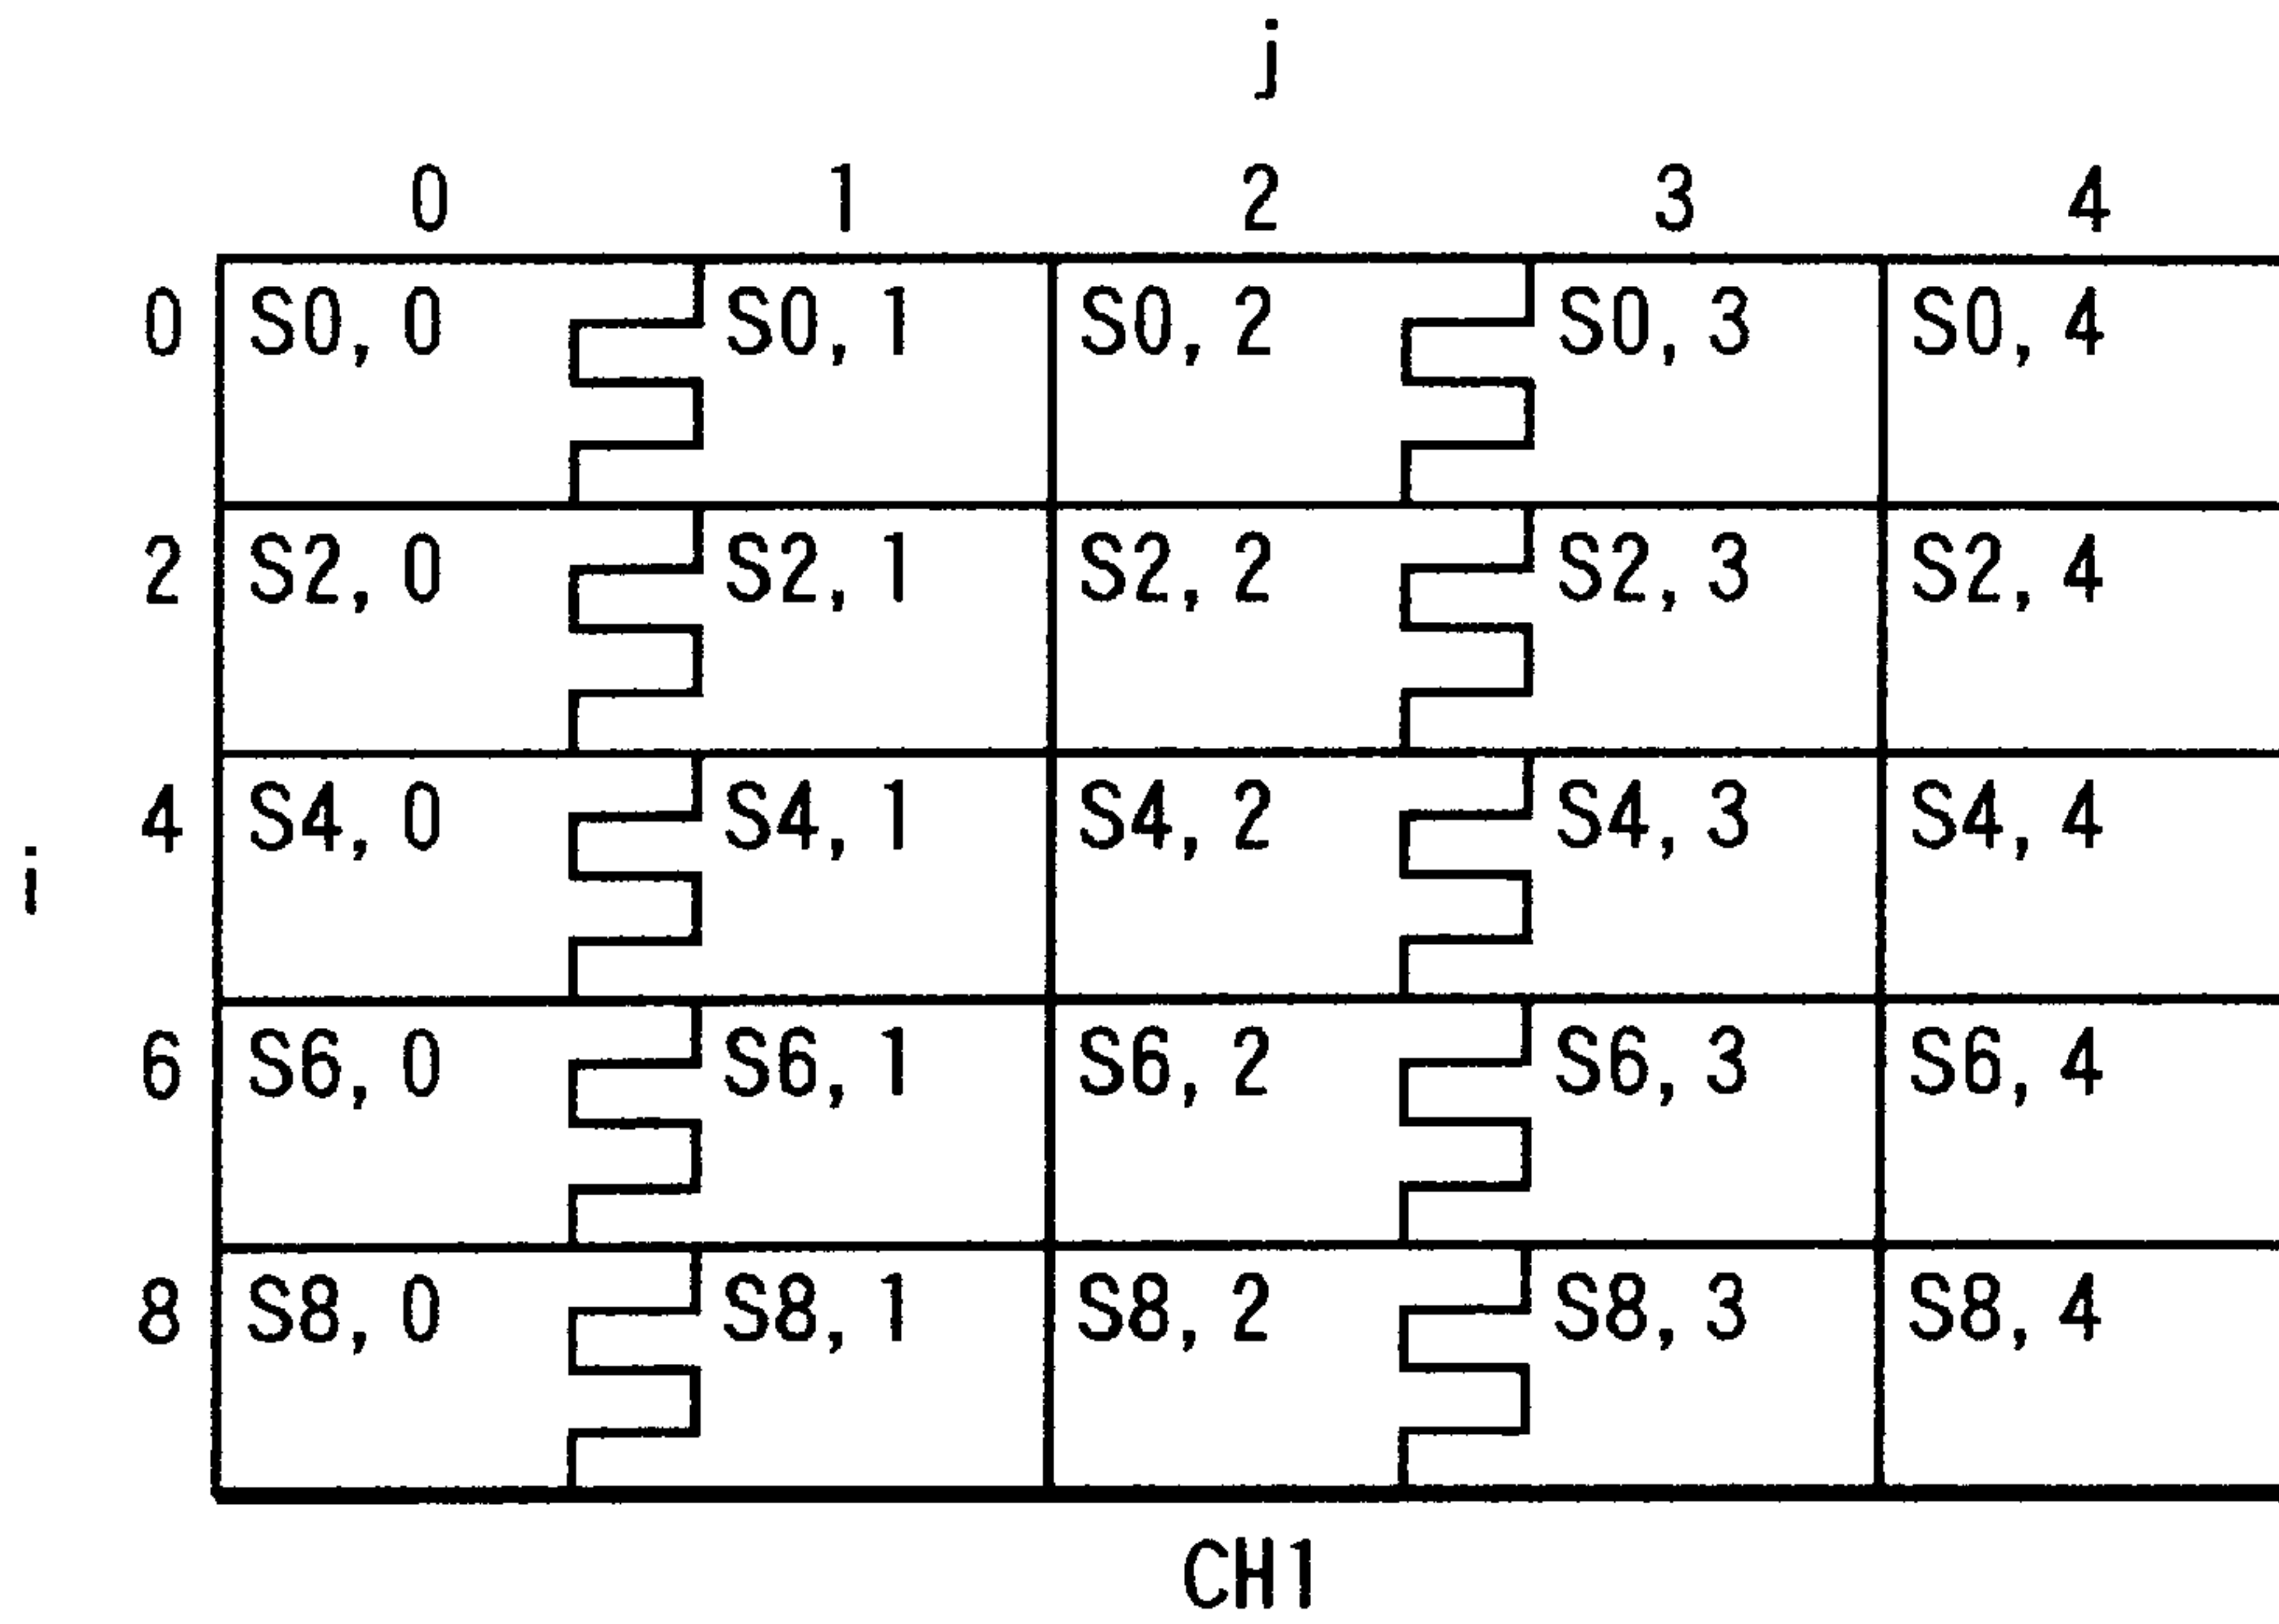 j
0 1 2 3 4
0 S0, 0 S0, 1 S0, 2 S0, 3 S0, 4
2 S2, 0 S2, 1 S2, 2 S2, 3 S2, 4
4 S4, 0 S4, 1 S4, 2 S4, 3 S4, 4
i
6 S6, 0 S6, 1 S6, 2 S6, 3 S6, 4
8 S8, 0 S8, 1 S8, 2 S8, 3 S8, 4
CH1